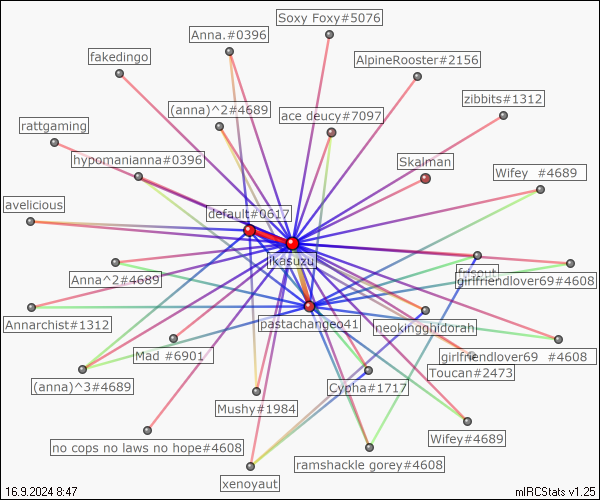 Soxy Foxy#5076
Anna.#0396
fakedingo
AlpineRooster#2156
zibbits#1312
(anna)^2#4689
ace deucy#7097
rattgaming
hypomanianna#0396
Skalman
Wifey  #4689
avelicious
default#0617
ikasuzu
Anna^2#4689
frsout
girlfriendlover69#4608
Annarchist#1312
pastachangeo41
neokingghidorah
Mad #6901
girlfriendlover69  #4608
Toucan#2473
(anna)^3#4689
Cypha#1717
Mushy#1984
Wifey#4689
no cops no laws no hope#4608
ramshackle gorey#4608
xenoyaut
16.9.2024 8:47
mIRCStats v1.25